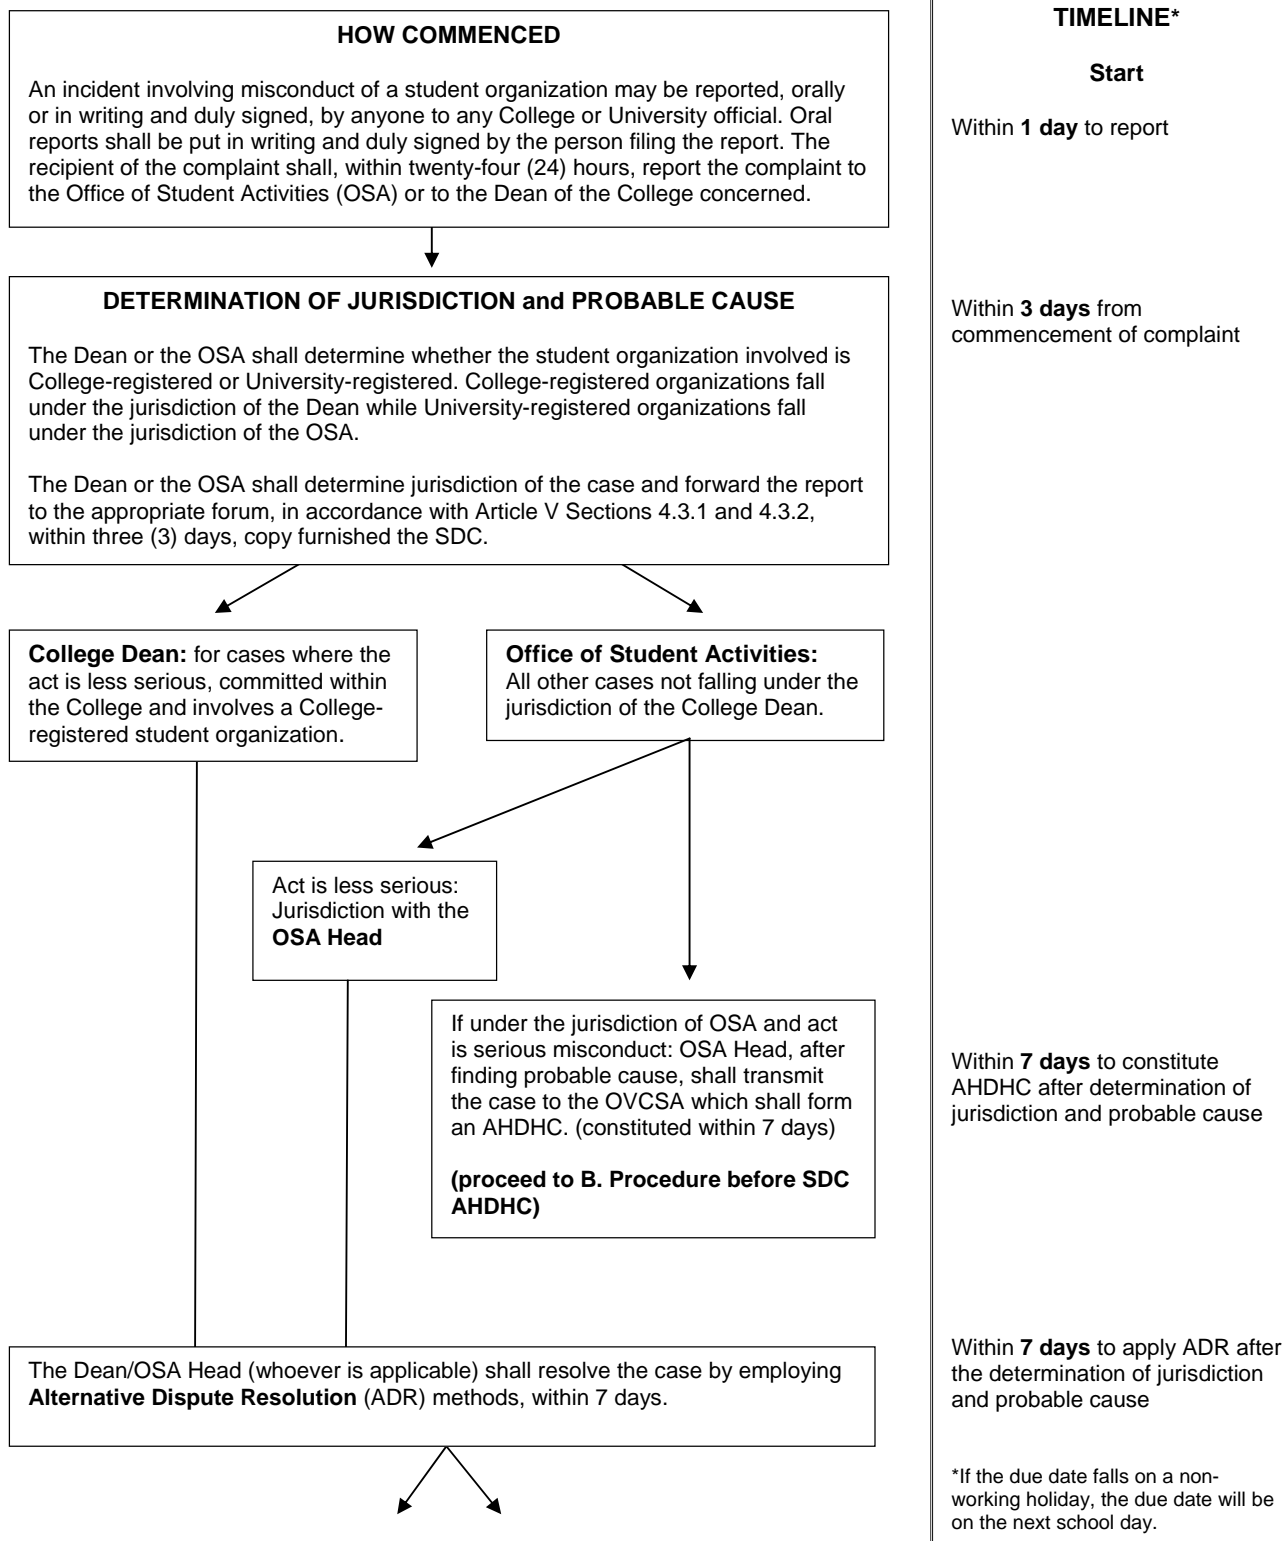 HOW COMMENCED
An incident involving misconduct of a student organization may be reported, orally
or in writing and duly signed, by anyone to any College or University official. Oral
reports shall be put in writing and duly signed by the person filing the report. The
recipient of the complaint shall, within twenty-four (24) hours, report the complaint to
the Office of Student Activities (OSA) or to the Dean of the College concerned.
DETERMINATION OF JURISDICTION and PROBABLE CAUSE
The Dean or the OSA shall determine whether the student organization involved is
College-registered or University-registered. College-registered organizations fall
under the jurisdiction of the Dean while University-registered organizations fall
under the jurisdiction of the OSA.
The Dean or the OSA shall determine jurisdiction of the case and forward the report
to the appropriate forum, in accordance with Article V Sections 4.3.1 and 4.3.2,
within three (3) days, copy furnished the SDC.
College Dean: for cases where the
act is less serious, committed within
the College and involves a College-
registered student organization.
Office of Student Activities:
All other cases not falling under the
jurisdiction of the College Dean.
Act is less serious:
Jurisdiction with the
OSA Head
If under the jurisdiction of OSA and act
is serious misconduct: OSA Head, after
finding probable cause, shall transmit
the case to the OVCSA which shall form
an AHDHC. (constituted within 7 days)
(proceed to B. Procedure before SDC
AHDHC)
The Dean/OSA Head (whoever is applicable) shall resolve the case by employing
Alternative Dispute Resolution (ADR) methods, within 7 days.
TIMELINE*
Start
Within 1 day to report
Within 3 days from
commencement of complaint
Within 7 days to constitute
AHDHC after determination of
jurisdiction and probable cause
Within 7 days to apply ADR after
the determination of jurisdiction
and probable cause
*If the due date falls on a non-
working holiday, the due date will be
on the next school day.